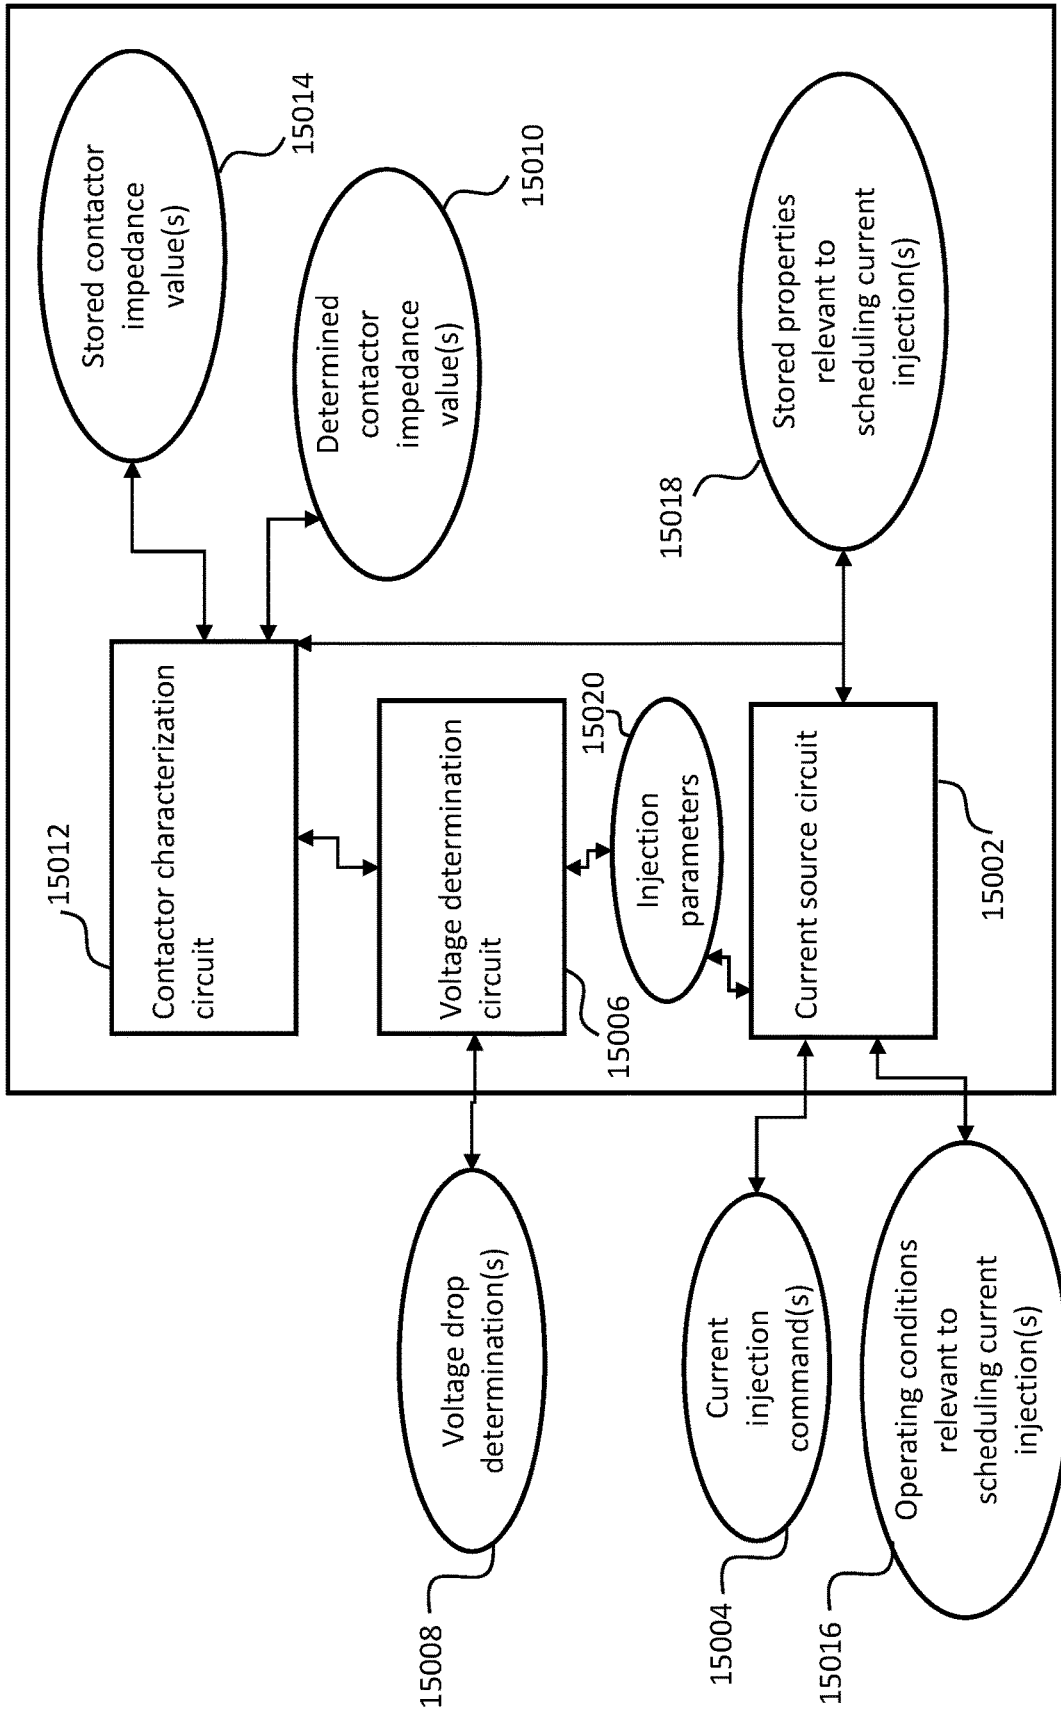 15012
Contactor characterization
circuit
Stored contactor
impedance
value(s)
15014
Determined
contactor
impedance
value(s)
15010
Voltage drop
determination(s)
15008
Voltage determination
circuit
15006
Injection
parameters
15020
Current
injection
command(s)
15004
Current source circuit
15002
Stored properties
relevant to
scheduling current
injection(s)
15018
Operating conditions
relevant to
scheduling current
injection(s)
15016